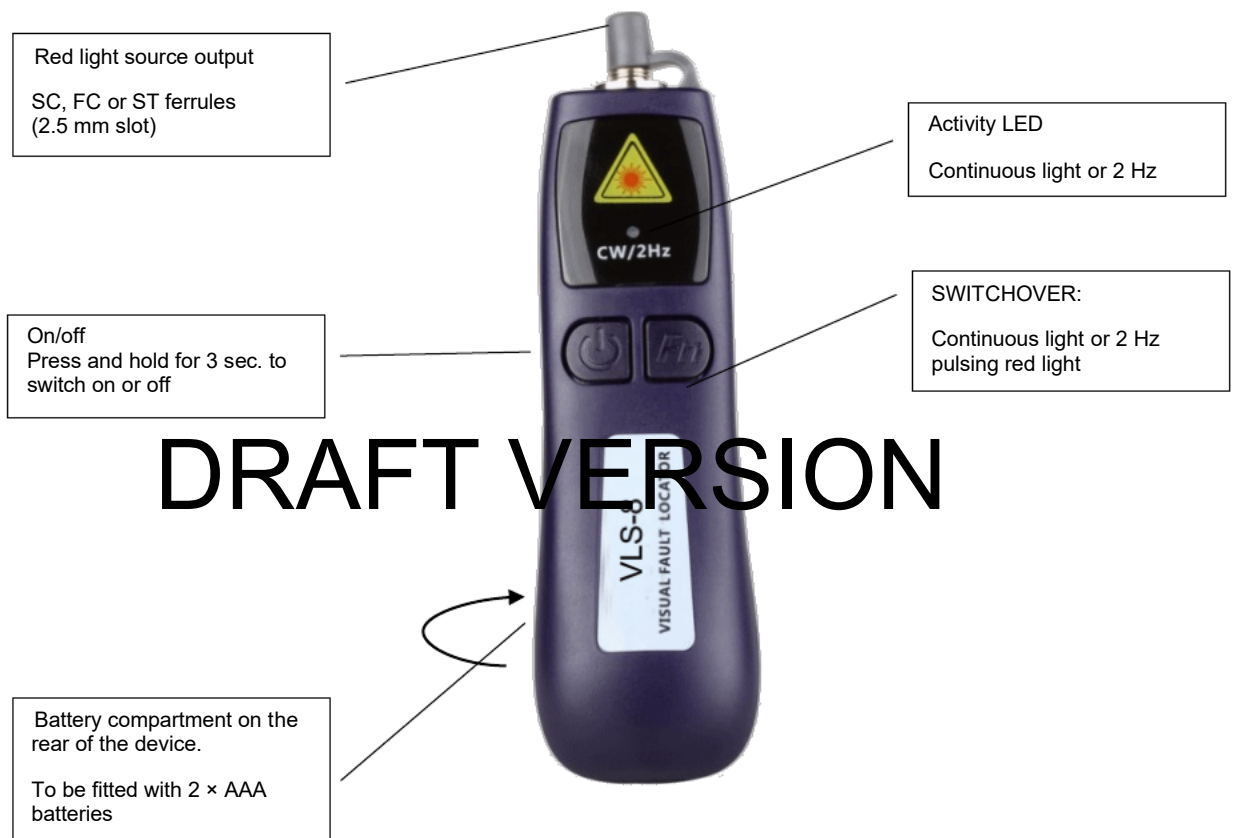 Red light source output
SC, FC or ST ferrules
(2.5 mm slot)
Activity LED
Continuous light or 2 Hz
CW/2Hz
SWITCHOVER:
Continuous light or 2 Hz
pulsing red light
On/off
Press and hold for 3 sec. to
switch on or off
Fn
DRAFT VERSION
VLS-8
VISUAL FAULT LOCATOR
Battery compartment on the
rear of the device.
To be fitted with 2 × AAA
batteries